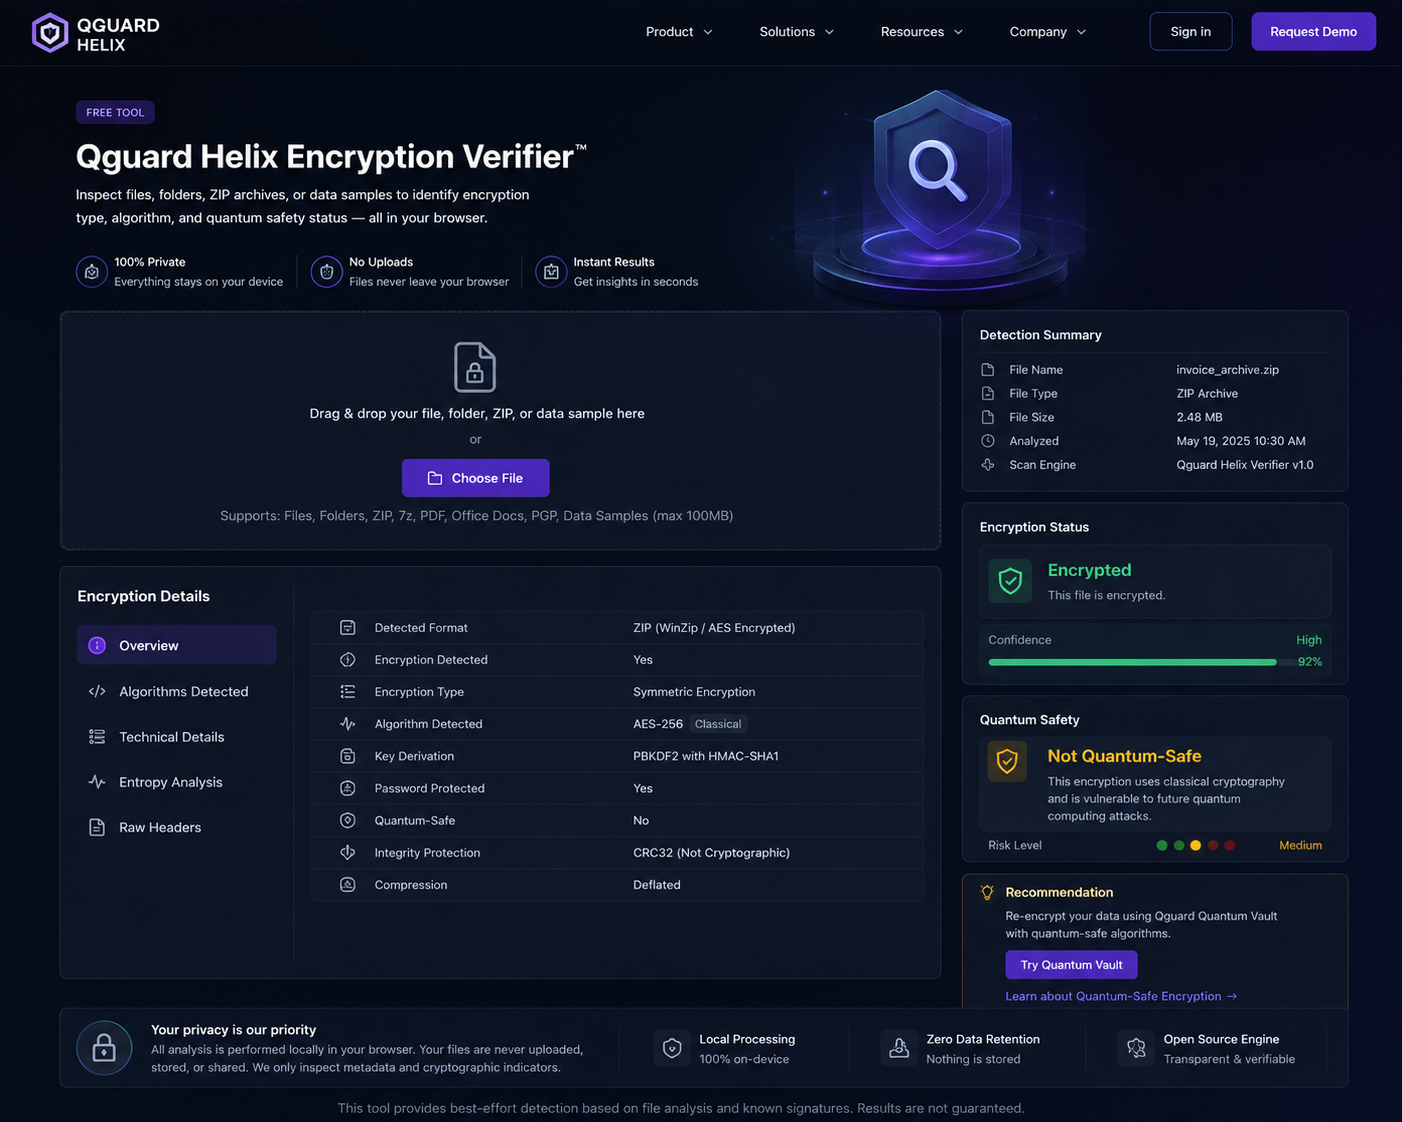 QGUARD
HELIX
Product
Solutions
Resources
Company
Sign in
Request Demo
FREE TOOL
Qguard Helix Encryption Verifier™
Inspect files, folders, ZIP archives, or data samples to identify encryption
type, algorithm, and quantum safety status — all in your browser.
100% Private
Everything stays on your device
No Uploads
Files never leave your browser
Instant Results
Get insights in seconds
Drag & drop your file, folder, ZIP, or data sample here
or
Choose File
Supports: Files, Folders, ZIP, 7z, PDF, Office Docs, PGP, Data Samples (max 100MB)
Encryption Details
Overview
Algorithms Detected
Technical Details
Entropy Analysis
Raw Headers
Detected Format ZIP (WinZip / AES Encrypted)
Encryption Detected Yes
Encryption Type Symmetric Encryption
Algorithm Detected AES-256 Classical
Key Derivation PBKDF2 with HMAC-SHA1
Password Protected Yes
Quantum-Safe No
Integrity Protection CRC32 (Not Cryptographic)
Compression Deflated
Detection Summary
File Name invoice_archive.zip
File Type ZIP Archive
File Size 2.48 MB
Analyzed May 19, 2025 10:30 AM
Scan Engine Qguard Helix Verifier v1.0
Encryption Status
Encrypted
This file is encrypted.
Confidence High
92%
Quantum Safety
Not Quantum-Safe
This encryption uses classical cryptography
and is vulnerable to future quantum
computing attacks.
Risk Level Medium
Recommendation
Re-encrypt your data using Qguard Quantum Vault
with quantum-safe algorithms.
Try Quantum Vault
Learn about Quantum-Safe Encryption →
Your privacy is our priority
All analysis is performed locally in your browser. Your files are never uploaded,
stored, or shared. We only inspect metadata and cryptographic indicators.
Local Processing
100% on-device
Zero Data Retention
Nothing is stored
Open Source Engine
Transparent & verifiable
This tool provides best-effort detection based on file analysis and known signatures. Results are not guaranteed.